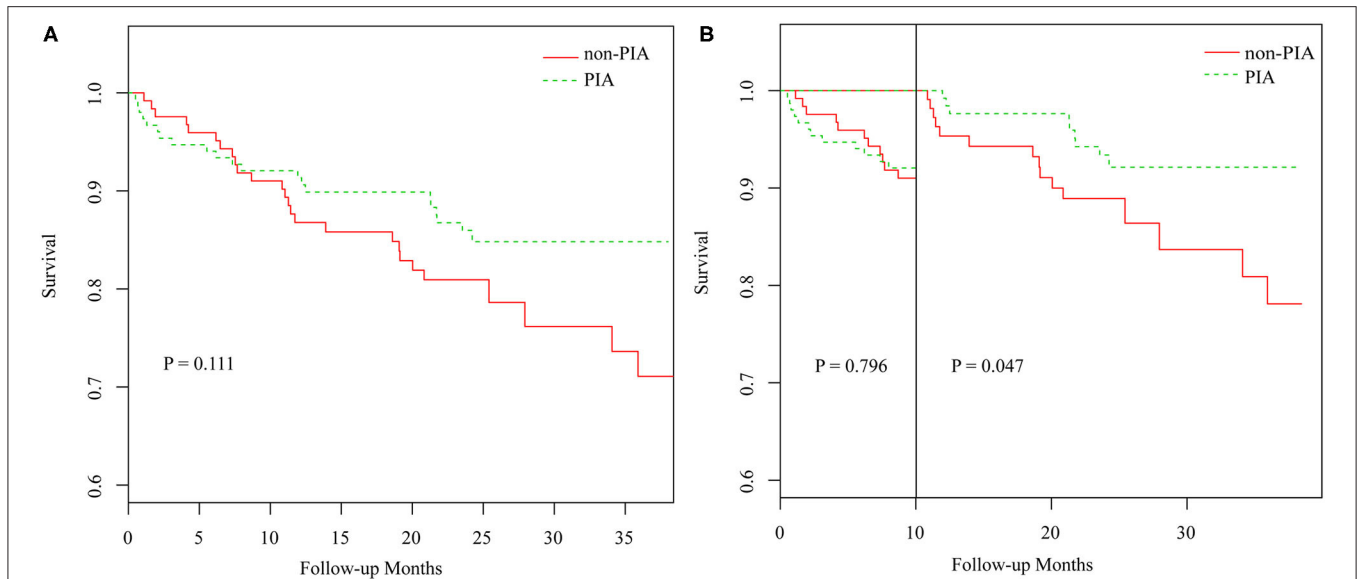 A
non-PIA
PIA
1.0
0.9
0.8
0.7
0.6
Survival
P = 0.111
0 5 10 15 20 25 30 35
Follow-up Months
B
non-PIA
PIA
1.0
0.9
0.8
0.7
0.6
Survival
P = 0.796
P = 0.047
0 10 20 30
Follow-up Months